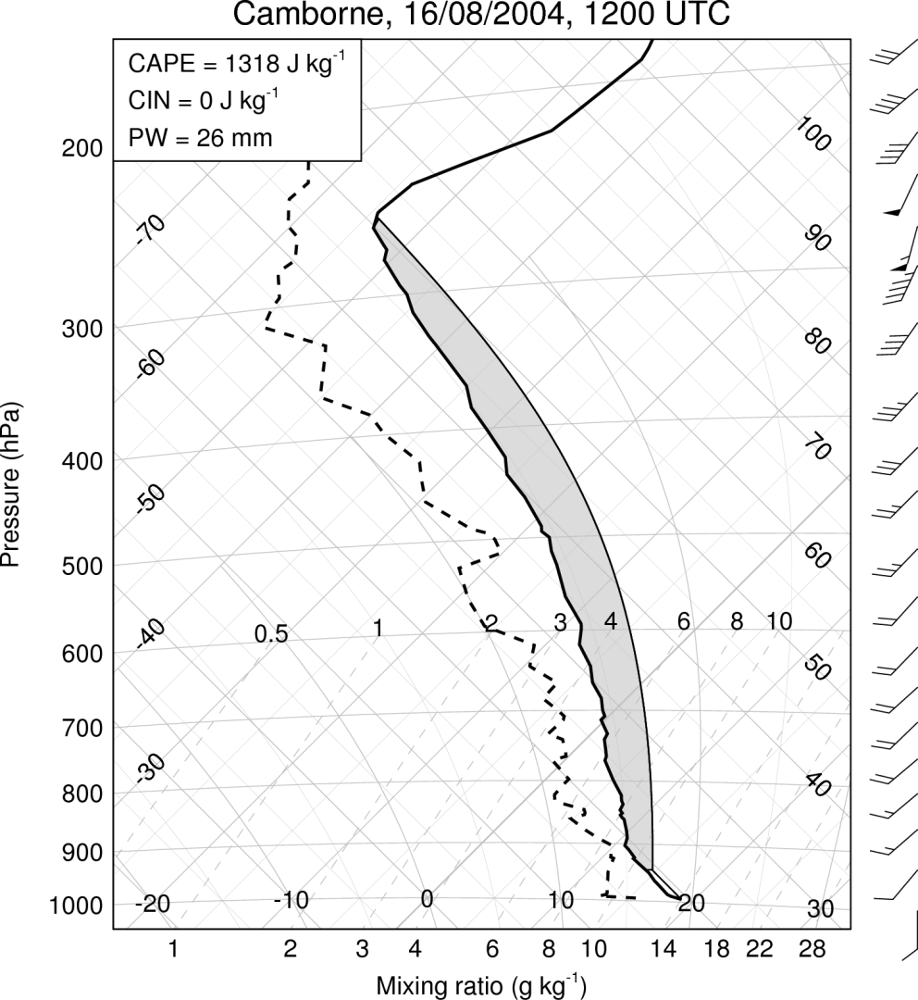 Camborne, 16/08/2004, 1200 UTC
CAPE = 1318 J kg⁻¹
CIN = 0 J kg⁻¹
PW = 26 mm
200
100
-70
90
300
80
-60
Pressure (hPa)
400
70
-50
500
60
0.5 1 2 3 4 6 8 10
-40
600
50
700
-30
800
40
900
1000
-20 -10 0 10 20 30
1 2 3 4 6 8 10 14 18 22 28
Mixing ratio (g kg⁻¹)